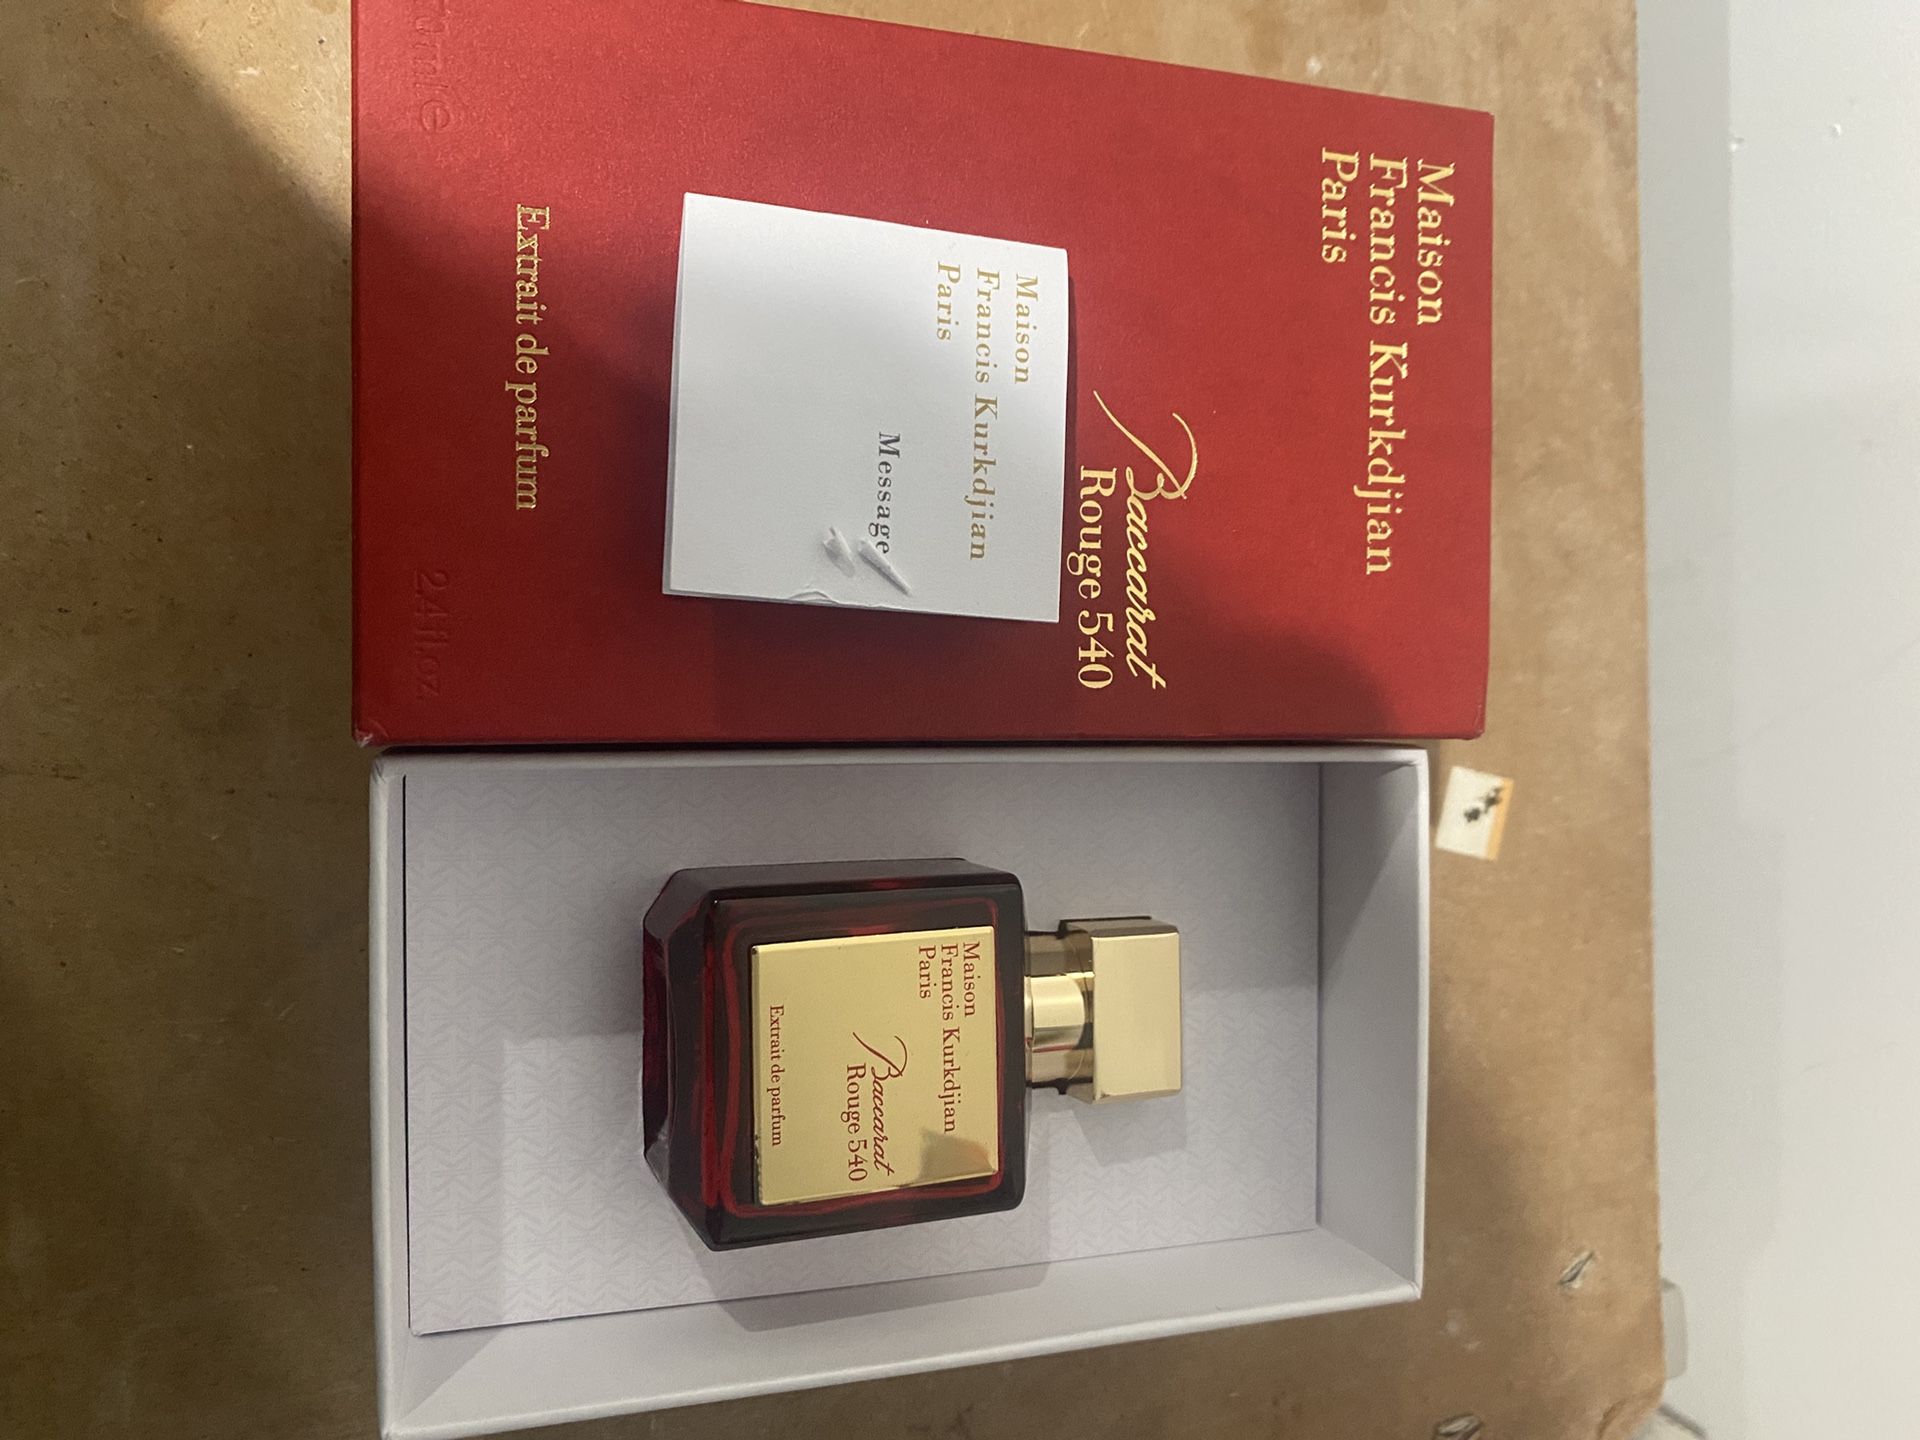 Maison
Francis Kurkdjian
Paris
Baccarat
Rouge 540
Extrait de parfum
2.4 fl.oz
Maison
Francis Kurkdjian
Paris
Message
Maison
Francis Kurkdjian
Paris
Baccarat
Rouge 540
Extrait de parfum